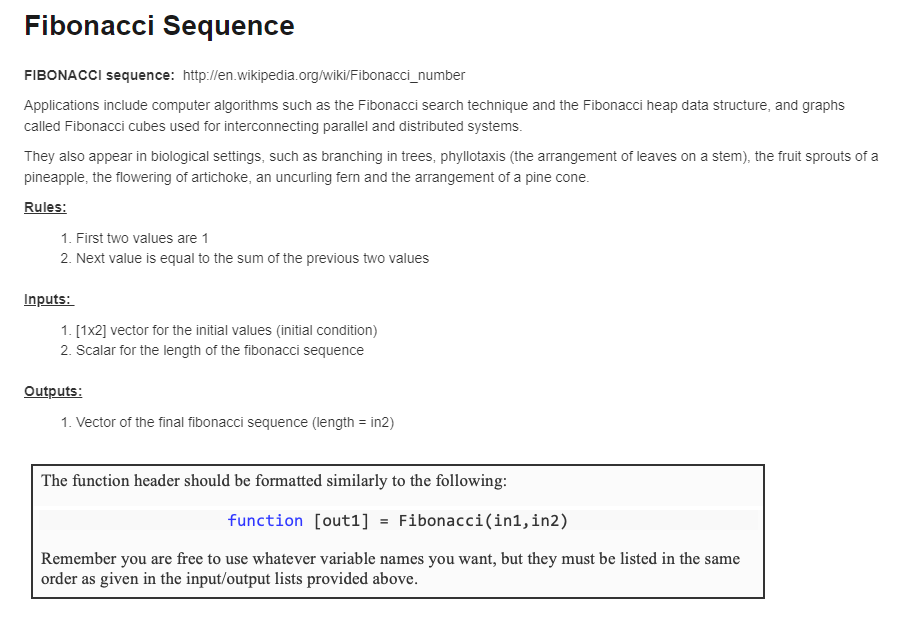 Fibonacci Sequence
FIBONACCI sequence: http://en.wikipedia.org/wiki/Fibonacci_number
Applications include computer algorithms such as the Fibonacci search technique and the Fibonacci heap data structure, and graphs
called Fibonacci cubes used for interconnecting parallel and distributed systems.
They also appear in biological settings, such as branching in trees, phyllotaxis (the arrangement of leaves on a stem), the fruit sprouts of a
pineapple, the flowering of artichoke, an uncurling fern and the arrangement of a pine cone.
Rules:
1. First two values are 1
2. Next value is equal to the sum of the previous two values
Inputs:
1. [1x2] vector for the initial values (initial condition)
2. Scalar for the length of the fibonacci sequence
Outputs:
1. Vector of the final fibonacci sequence (length = in2)
The function header should be formatted similarly to the following:
function [out1] = Fibonacci(in1,in2)
Remember you are free to use whatever variable names you want, but they must be listed in the same
order as given in the input/output lists provided above.